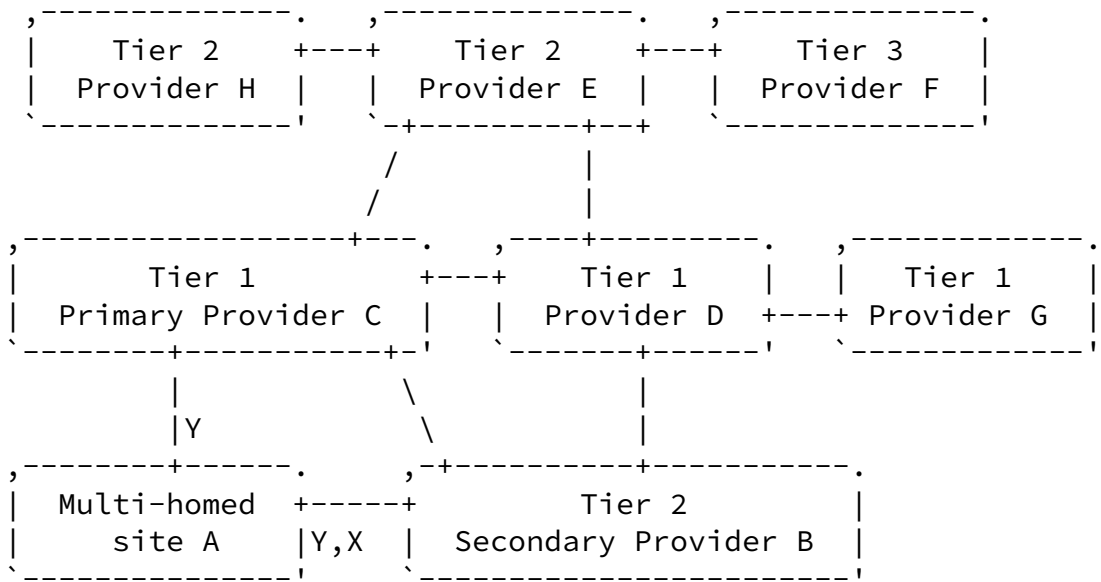 Tier 2 Tier 2 Tier 3
Provider H Provider E Provider F
Tier 1 Tier 1 Tier 1
Primary Provider C Provider D Provider G
Y
Multi-homed Tier 2
site A Y,X Secondary Provider B